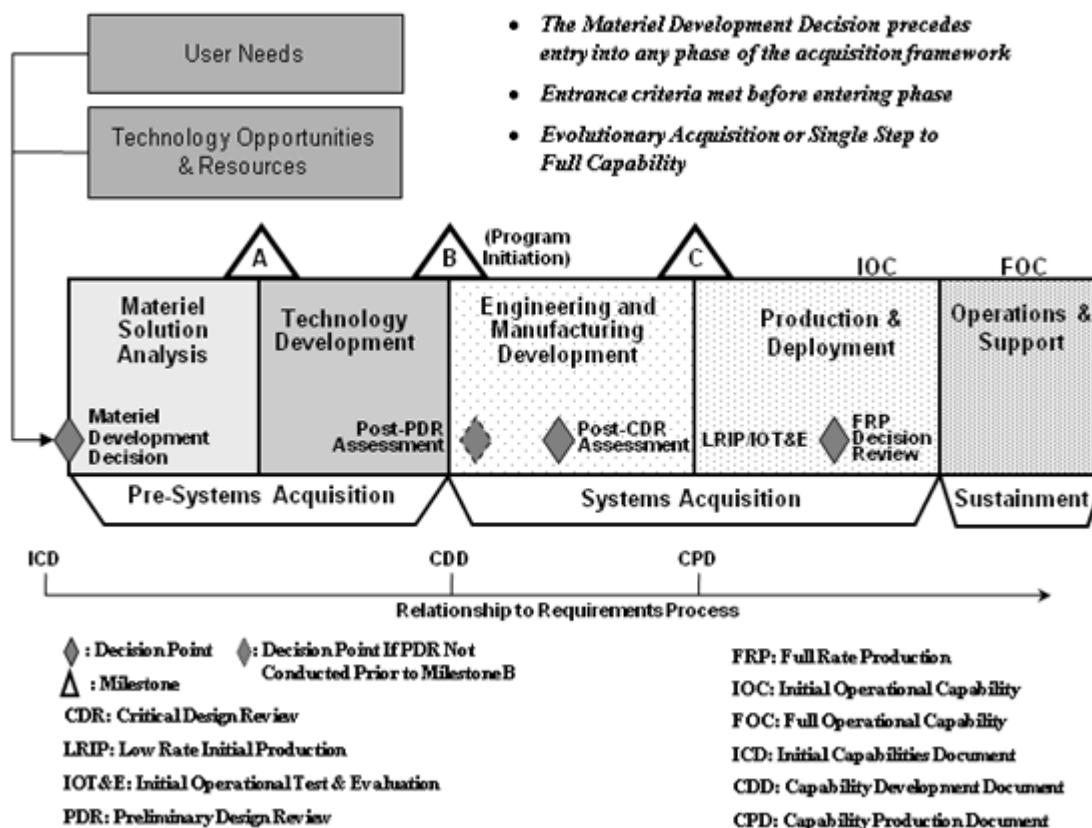 User Needs
Technology Opportunities
& Resources
• The Materiel Development Decision precedes
entry into any phase of the acquisition framework
• Entrance criteria met before entering phase
• Evolutionary Acquisition or Single Step to
Full Capability
A
B
(Program
Initiation)
C
IOC
FOC
Materiel
Solution
Analysis
Technology
Development
Engineering and
Manufacturing
Development
Production &
Deployment
Operations &
Support
Materiel
Development
Decision
Post-PDR
Assessment
Post-CDR
Assessment
LRIP/IOT&E
FRP
Decision
Review
Pre-Systems Acquisition
Systems Acquisition
Sustainment
ICD
CDD
CPD
Relationship to Requirements Process
: Decision Point
: Decision Point If PDR Not
Conducted Prior to Milestone B
: Milestone
CDR: Critical Design Review
LRIP: Low Rate Initial Production
IOT&E: Initial Operational Test & Evaluation
PDR: Preliminary Design Review
FRP: Full Rate Production
IOC: Initial Operational Capability
FOC: Full Operational Capability
ICD: Initial Capabilities Document
CDD: Capability Development Document
CPD: Capability Production Document